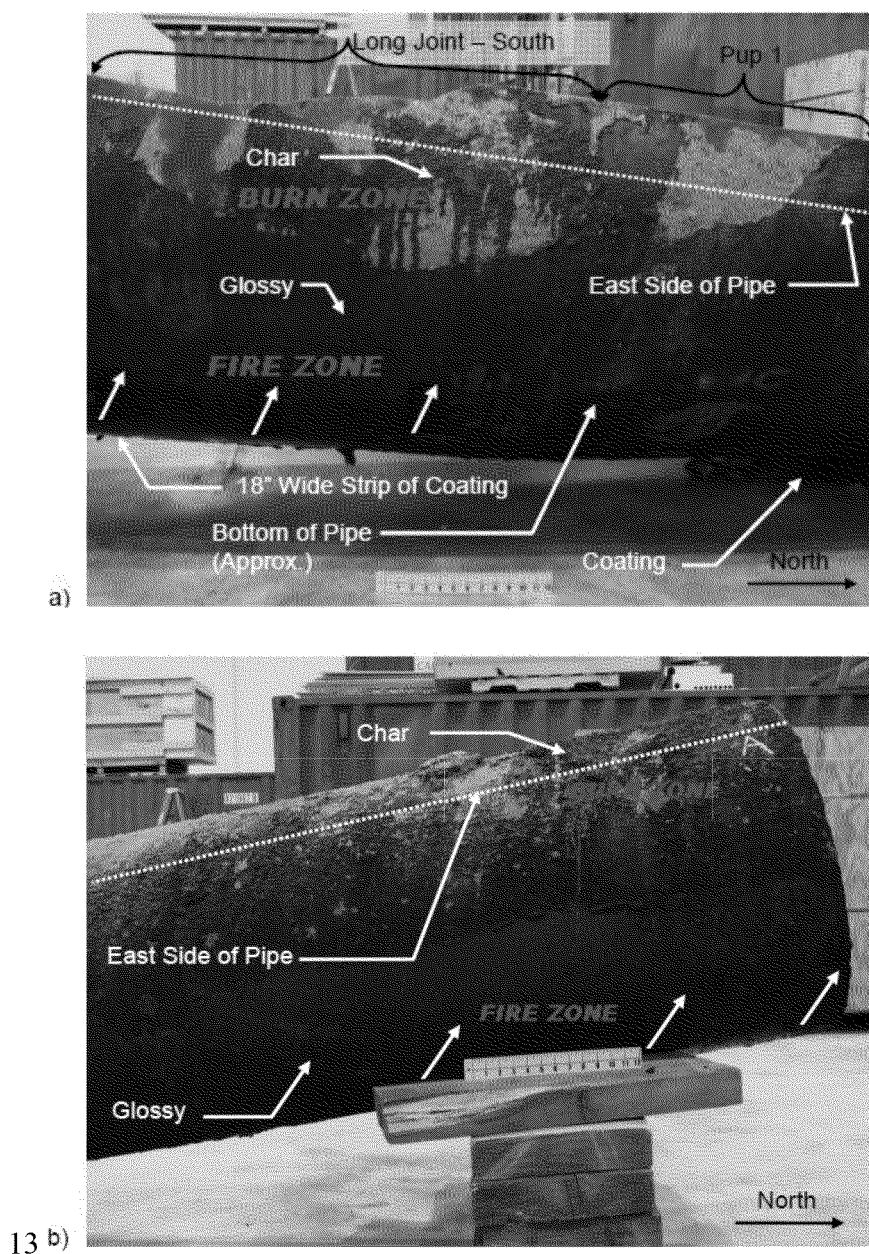 Long Joint – South
Pup 1
Char
BURN ZONE
Glossy
East Side of Pipe
FIRE ZONE
18" Wide Strip of Coating
Bottom of Pipe
(Approx.)
Coating
North
a)
Char
BURN ZONE
A
East Side of Pipe
FIRE ZONE
Glossy
North
13 b)